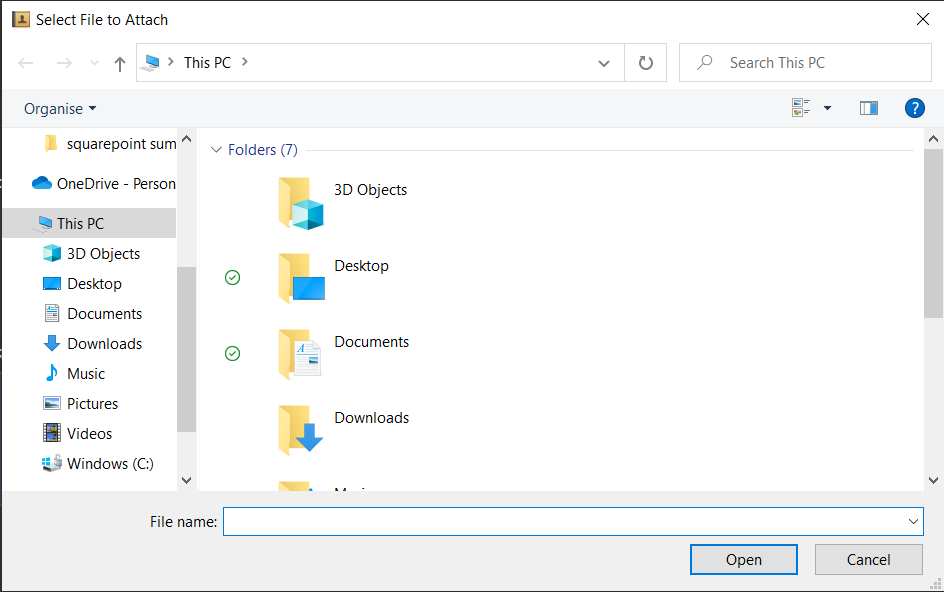 Select File to Attach
This PC
Search This PC
Organise
squarepoint sum
OneDrive - Person
This PC
3D Objects
Desktop
Documents
Downloads
Music
Pictures
Videos
Windows (C:)
Folders (7)
3D Objects
Desktop
Documents
Downloads
File name:
Open
Cancel